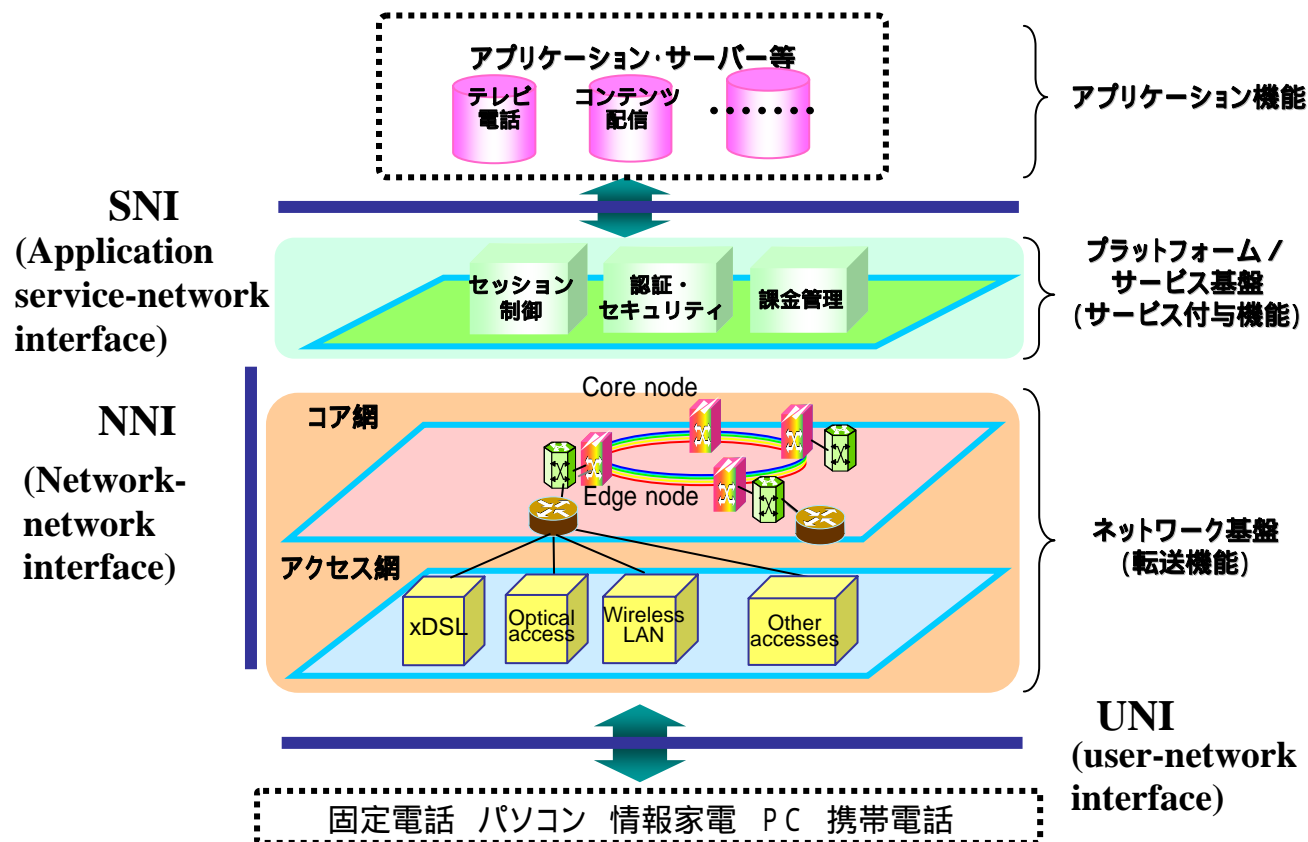 アプリケーション・サーバー等
テレビ
電話
コンテンツ
配信
・・・・・・・
アプリケーション機能
SNI
(Application
service-network
interface)
セッション
制御
認証・
セキュリティ
課金管理
プラットフォーム /
サービス基盤
(サービス付与機能)
NNI
(Network-
network
interface)
コア網
Core node
Edge node
アクセス網
xDSL
Optical
access
Wireless
LAN
Other
accesses
ネットワーク基盤
(転送機能)
UNI
(user-network
interface)
固定電話 パソコン 情報家電 PC 携帯電話